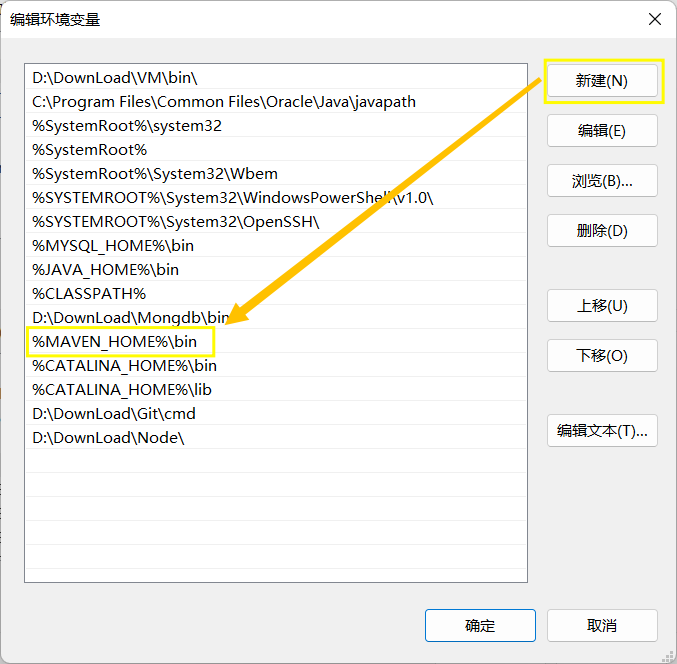 编辑环境变量
D:\DownLoad\VM\bin\
C:\Program Files\Common Files\Oracle\Java\javapath
%SystemRoot%\system32
%SystemRoot%
%SystemRoot%\System32\Wbem
%SYSTEMROOT%\System32\WindowsPowerShell\v1.0\
%SYSTEMROOT%\System32\OpenSSH\
%MYSQL_HOME%\bin
%JAVA_HOME%\bin
%CLASSPATH%
D:\DownLoad\Mongdb\bin
%MAVEN_HOME%\bin
%CATALINA_HOME%\bin
%CATALINA_HOME%\lib
D:\DownLoad\Git\cmd
D:\DownLoad\Node\
新建(N)
编辑(E)
浏览(B)...
删除(D)
上移(U)
下移(O)
编辑文本(T)...
确定
取消